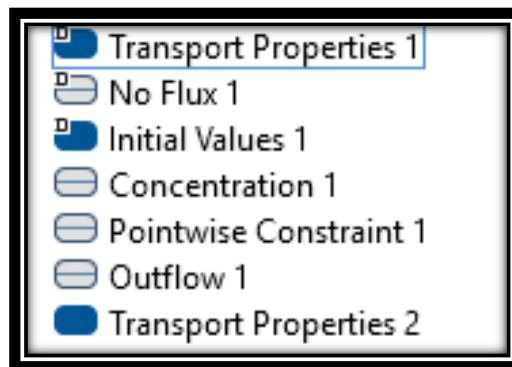 D Transport Properties 1
D No Flux 1
D Initial Values 1
Concentration 1
Pointwise Constraint 1
Outflow 1
Transport Properties 2